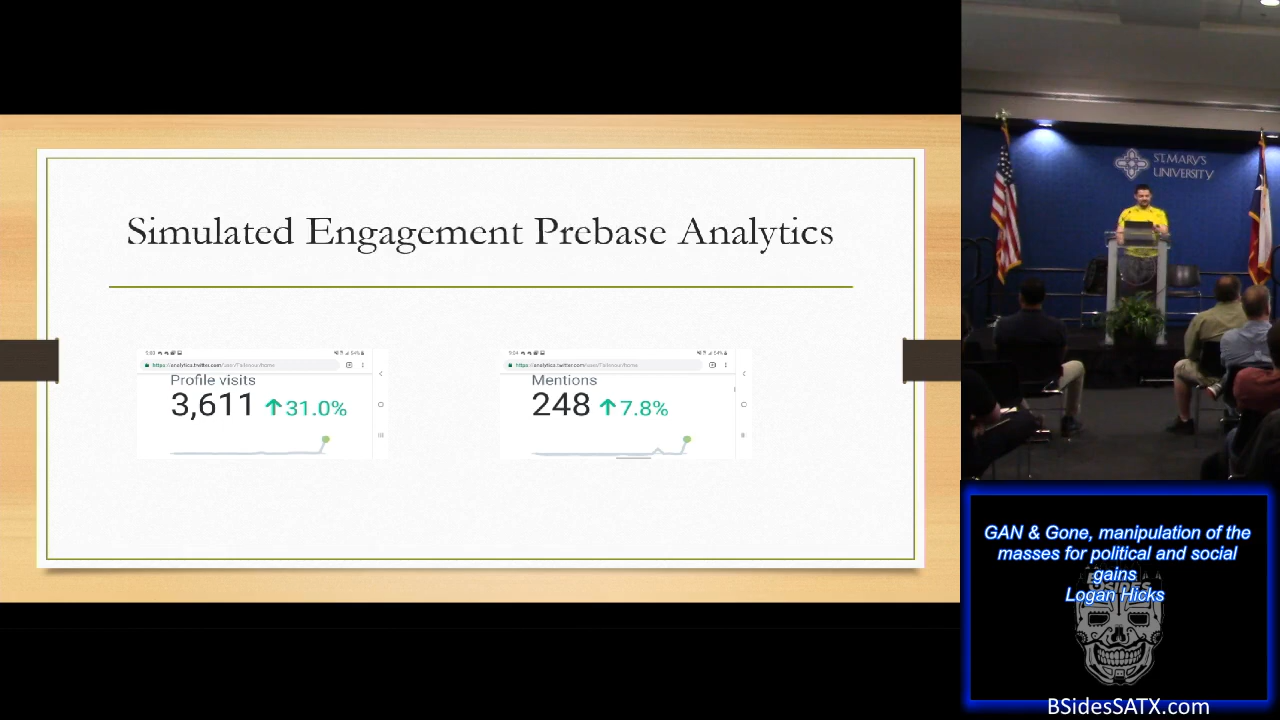 Simulated Engagement Prebase Analytics
Profile visits
3,611 31.0%
Mentions
248 7.8%
ST. MARY'S
UNIVERSITY
GAN & Gone, manipulation of the
masses for political and social
gains
Logan Hicks
BSIDES
BSidesSATX.com